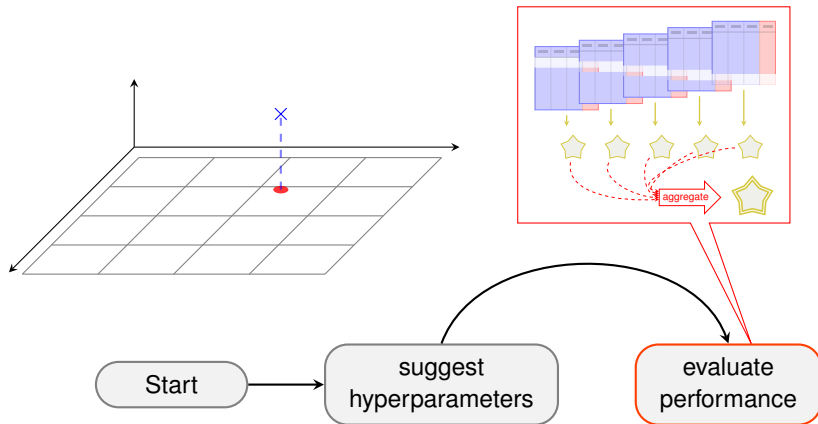 aggregate
Start
suggest
hyperparameters
evaluate
performance